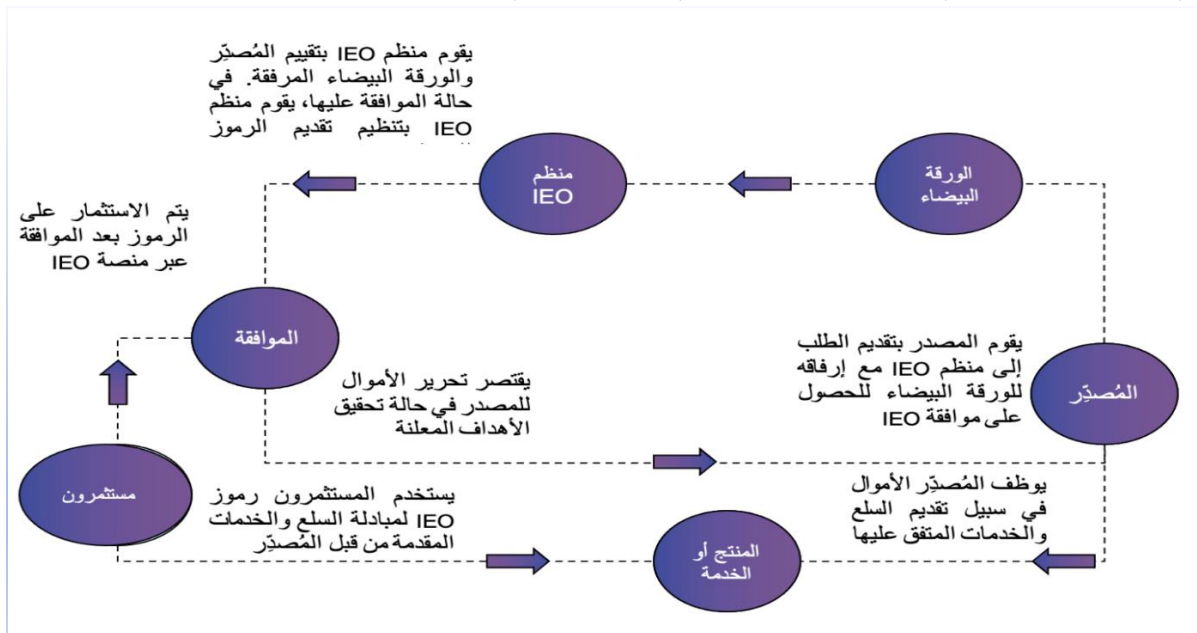 يقوم منظم IEO بتقييم المُصدِّر
والورقة البيضاء المرفقة. في
حالة الموافقة عليها، يقوم منظم
IEO بتنظيم تقديم الرموز
الورقة
البيضاء
منظم
IEO
يتم الاستثمار على
الرموز بعد الموافقة
عبر منصة IEO
الموافقة
يقوم المصدر بتقديم الطلب
إلى منظم IEO مع إرفاقه
للورقة البيضاء للحصول
على موافقة IEO
المُصدِّر
يقتصر تحرير الأموال
للمصدر في حالة تحقيق
الأهداف المعلنة
مستثمرون
يستخدم المستثمرون رموز
IEO لمبادلة السلع والخدمات
المقدمة من قبل المُصدِّر
يوظف المُصدِّر الأموال
في سبيل تقديم السلع
والخدمات المتفق عليها
المنتج أو
الخدمة